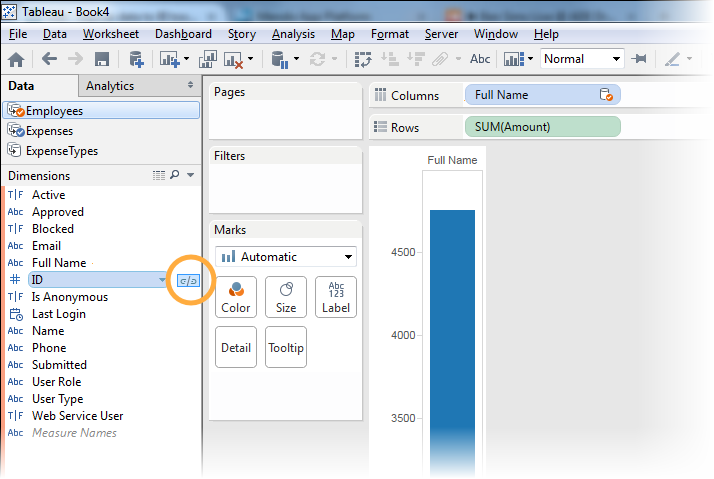 Tableau - Book4
File Data Worksheet Dashboard Story Analysis Map Format Server Window Help
Abc Normal
Data Analytics
Employees
Expenses
ExpenseTypes
Dimensions
T|F Active
Abc Approved
T|F Blocked
Abc Email
Abc Full Name
# ID
T|F Is Anonymous
Last Login
Abc Name
Abc Phone
Abc Submitted
Abc User Role
Abc User Type
T|F Web Service User
Abc Measure Names
Pages
Filters
Marks
Automatic
Color Size Abc 123 Label
Detail Tooltip
Columns Full Name
Rows SUM(Amount)
Full Name
4500
4000
3500